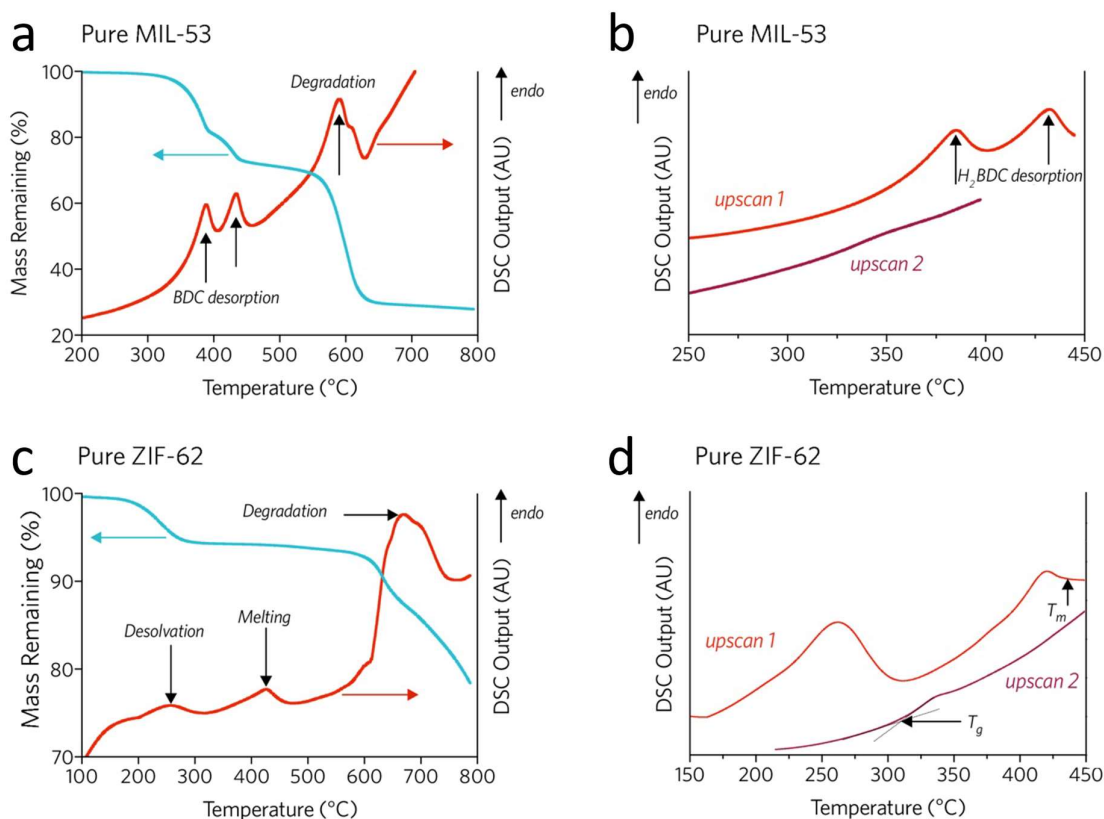 a
Pure MIL-53
Mass Remaining (%)
100
80
60
40
20
200 300 400 500 600 700 800
Temperature (°C)
DSC Output (AU)
endo
Degradation
BDC desorption
b
Pure MIL-53
endo
DSC Output (AU)
upscan 1
upscan 2
H2BDC desorption
250 300 350 400 450
Temperature (°C)
c
Pure ZIF-62
Mass Remaining (%)
100
90
80
70
100 200 300 400 500 600 700 800
Temperature (°C)
DSC Output (AU)
endo
Degradation
Desolvation
Melting
d
Pure ZIF-62
endo
DSC Output (AU)
upscan 1
Tm
upscan 2
Tg
150 200 250 300 350 400 450
Temperature (°C)